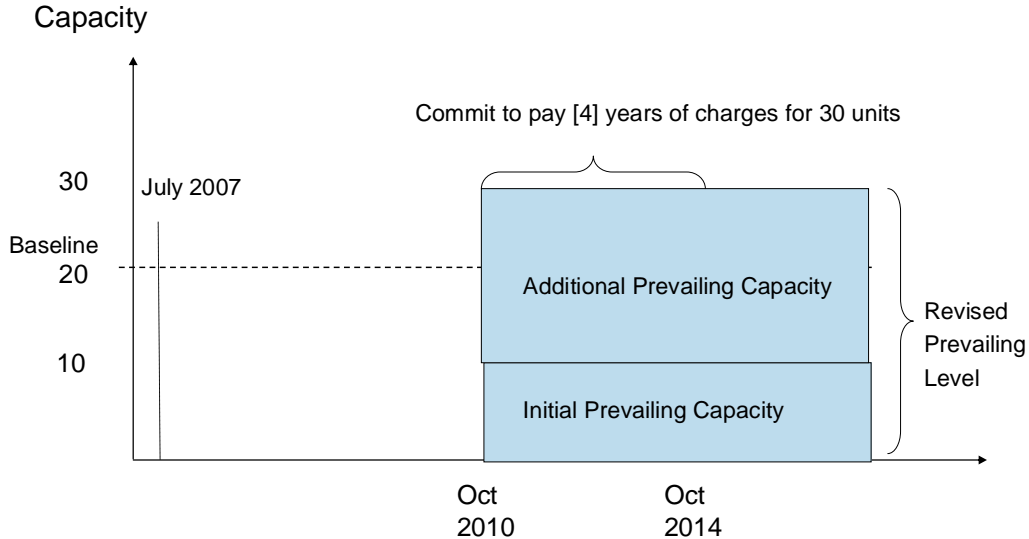 Capacity
Commit to pay [4] years of charges for 30 units
30
July 2007
Baseline
20
Additional Prevailing Capacity
Revised
Prevailing
Level
10
Initial Prevailing Capacity
Oct
2010
Oct
2014